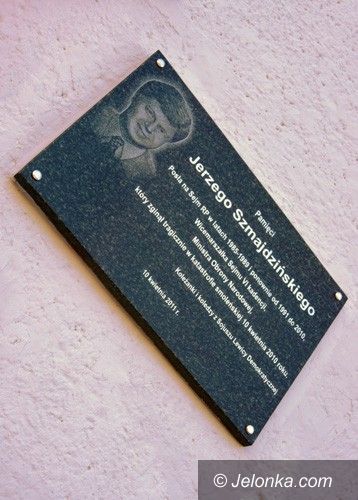 Pamięci
Jerzego Szmajdzińskiego
Posła na Sejm RP w latach 1985-1989 i ponownie od 1991 do 2010,
Wicemarszałka Sejmu VI kadencji,
Ministra Obrony Narodowej,
który zginął tragicznie w katastrofie smoleńskiej 10 kwietnia 2010 roku.
Koleżanki i koledzy z Sojuszu Lewicy Demokratycznej
10 kwietnia 2011 r.
© Jelonka.com